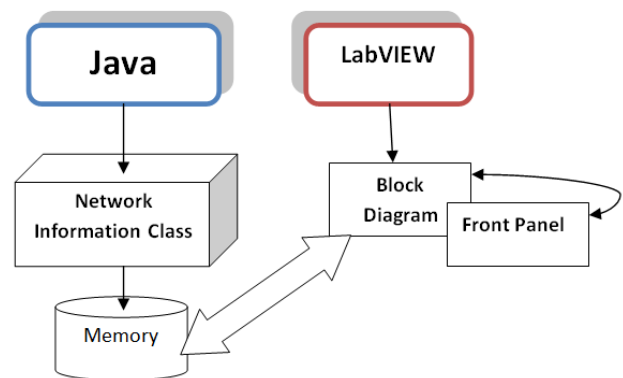 Java
LabVIEW
Network
Information Class
Block
Diagram
Front Panel
Memory